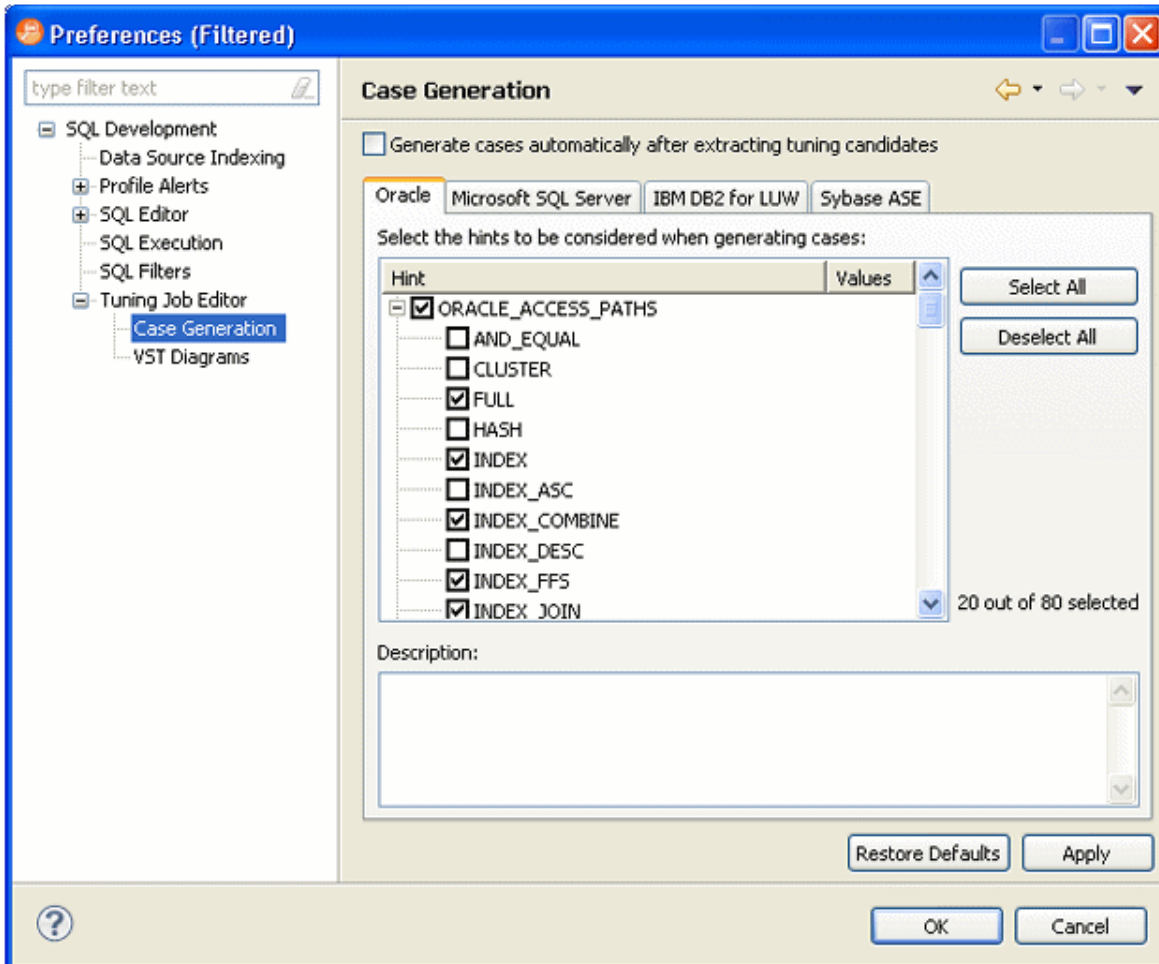 Preferences (Filtered)
type filter text
SQL Development
Data Source Indexing
Profile Alerts
SQL Editor
SQL Execution
SQL Filters
Tuning Job Editor
Case Generation
VST Diagrams
Case Generation
Generate cases automatically after extracting tuning candidates
Oracle Microsoft SQL Server IBM DB2 for LUW Sybase ASE
Select the hints to be considered when generating cases:
Hint Values
ORACLE_ACCESS_PATHS
AND_EQUAL
CLUSTER
FULL
HASH
INDEX
INDEX_ASC
INDEX_COMBINE
INDEX_DESC
INDEX_FFS
INDEX_JOIN
Select All
Deselect All
20 out of 80 selected
Description:
Restore Defaults Apply
? OK Cancel